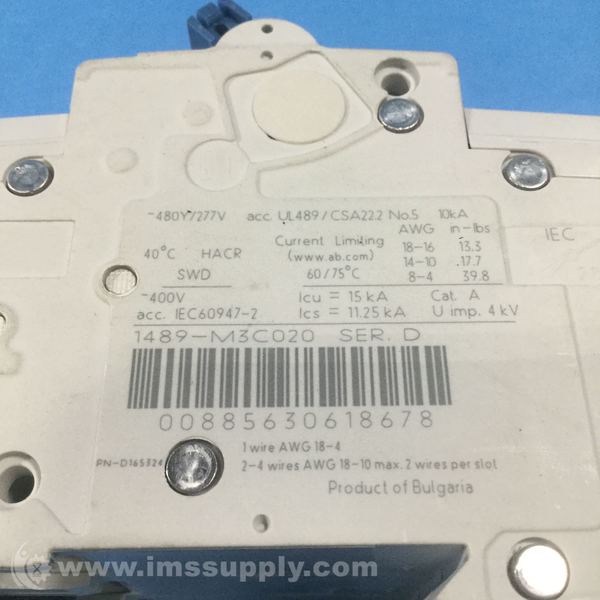 ~480Y/277V acc. UL489/CSA22.2 No.5 10kA
AWG in-lbs
Current Limiting 18-16 13.3
40°C HACR (www.ab.com) 14-10 17.7
SWD 60/75°C 8-4 39.8
IEC
~400V Icu = 15 kA Cat. A
acc. IEC60947-2 Ics = 11.25 kA U imp. 4 kV
1489-M3C020 SER. D
00885630618678
1 wire AWG 18-4
PN-D165324 2-4 wires AWG 18-10 max. 2 wires per slot
Product of Bulgaria
www.imssupply.com